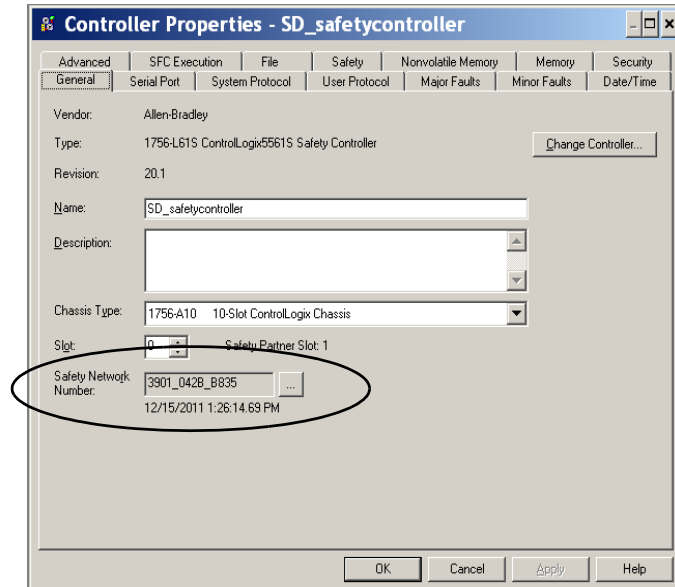 Controller Properties - SD_safetycontroller
Advanced SFC Execution File Safety Nonvolatile Memory Memory Security
General Serial Port System Protocol User Protocol Major Faults Minor Faults Date/Time
Vendor: Allen-Bradley
Type: 1756-L61S ControlLogix5561S Safety Controller Change Controller...
Revision: 20.1
Name: SD_safetycontroller
Description:
Chassis Type: 1756-A10 10-Slot ControlLogix Chassis
Slot: 0 Safety Partner Slot: 1
Safety Network
Number: 3901_042B_B835 ...
12/15/2011 1:26:14.69 PM
OK Cancel Apply Help